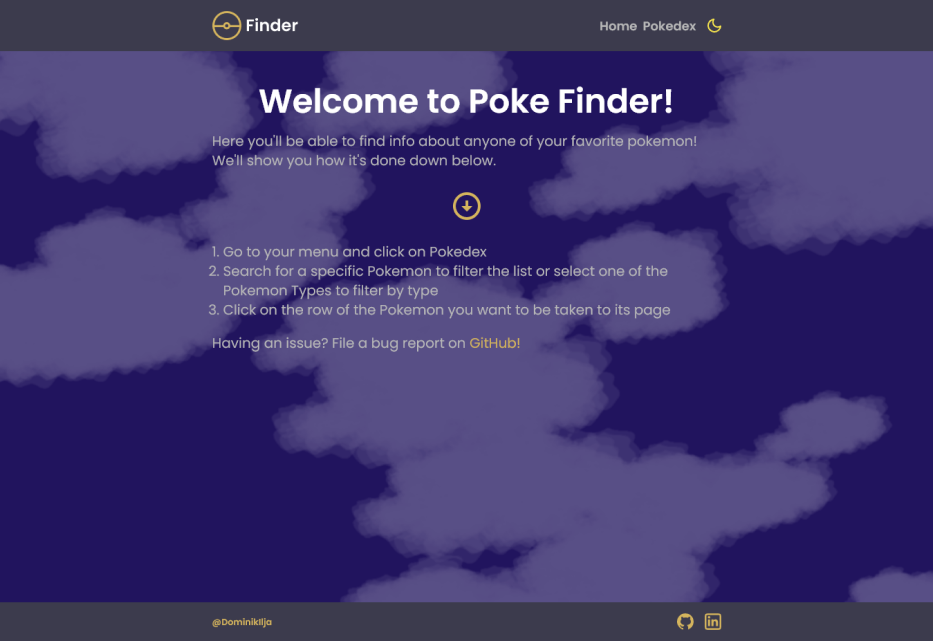 Finder
Home Pokedex
Welcome to Poke Finder!
Here you'll be able to find info about anyone of your favorite pokemon!
We'll show you how it's done down below.
1. Go to your menu and click on Pokedex
2. Search for a specific Pokemon to filter the list or select one of the
Pokemon Types to filter by type
3. Click on the row of the Pokemon you want to be taken to its page
Having an issue? File a bug report on GitHub!
@DominikIlja
in